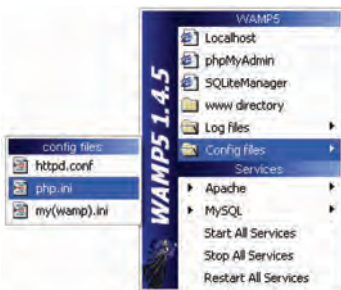 WAMP5
Localhost
phpMyAdmin
SQLiteManager
www directory
Log files
Config files
Services
Apache
MySQL
Start All Services
Stop All Services
Restart All Services
WAMP5 1.4.5
config files
httpd.conf
php.ini
my(wamp).ini